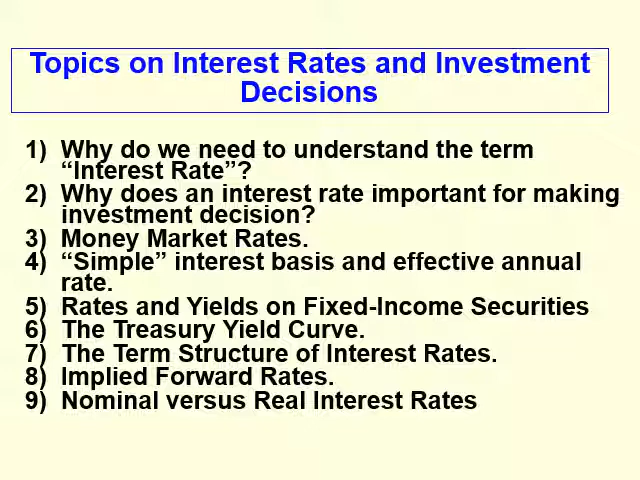 Topics on Interest Rates and Investment
Decisions
1) Why do we need to understand the term
“Interest Rate”?
2) Why does an interest rate important for making
investment decision?
3) Money Market Rates.
4) “Simple” interest basis and effective annual
rate.
5) Rates and Yields on Fixed-Income Securities
6) The Treasury Yield Curve.
7) The Term Structure of Interest Rates.
8) Implied Forward Rates.
9) Nominal versus Real Interest Rates